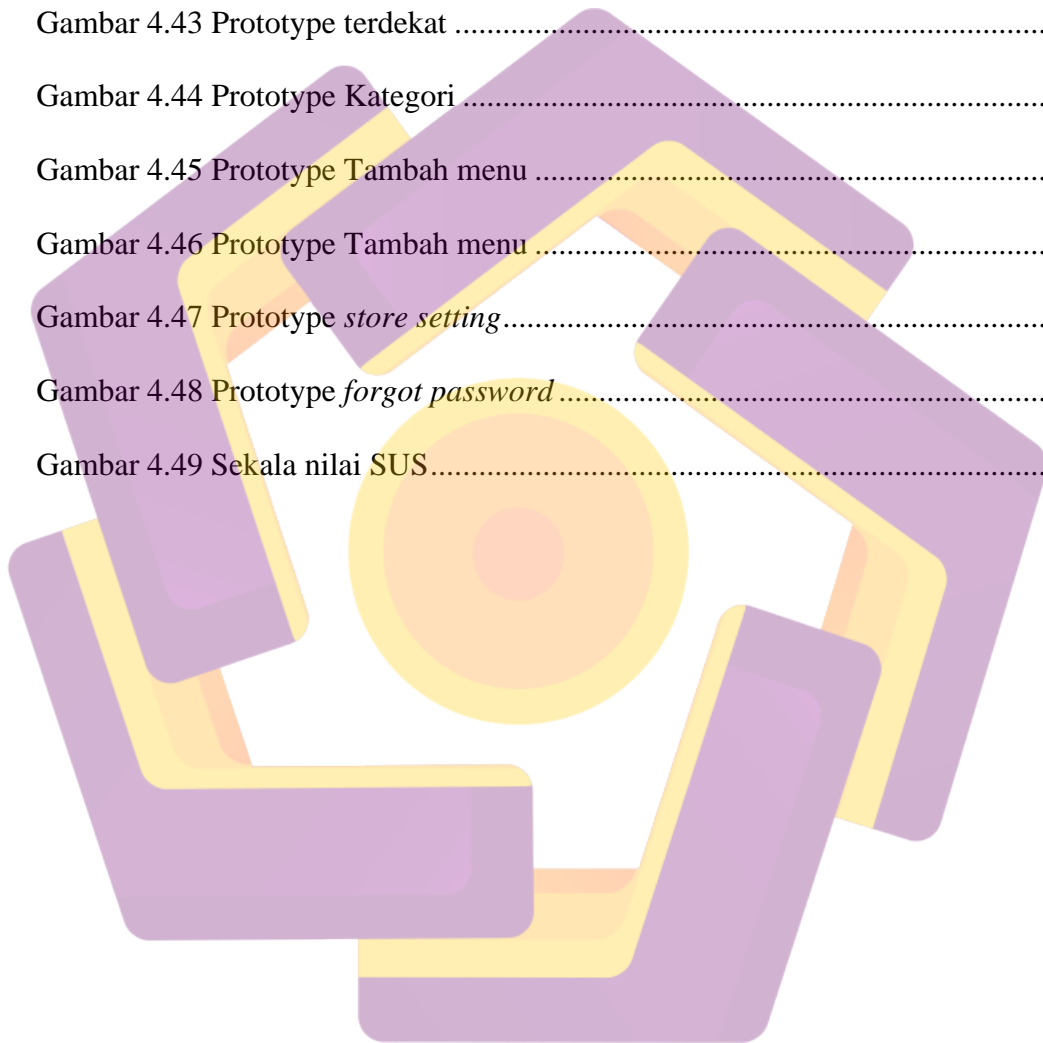 Gambar 4.43 Prototype terdekat ........................................................................
Gambar 4.44 Prototype Kategori ......................................................................
Gambar 4.45 Prototype Tambah menu .............................................................
Gambar 4.46 Prototype Tambah menu .............................................................
Gambar 4.47 Prototype store setting.................................................................
Gambar 4.48 Prototype forgot password ..........................................................
Gambar 4.49 Sekala nilai SUS...........................................................................